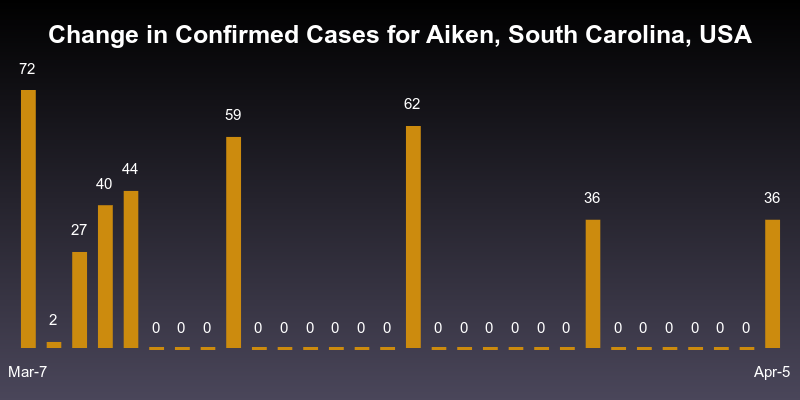 Change in Confirmed Cases for Aiken, South Carolina, USA
72 2 27 40 44 0 0 0 59 0 0 0 0 0 0 62 0 0 0 0 0 0 36 0 0 0 0 0 0 36
Mar-7 Apr-5